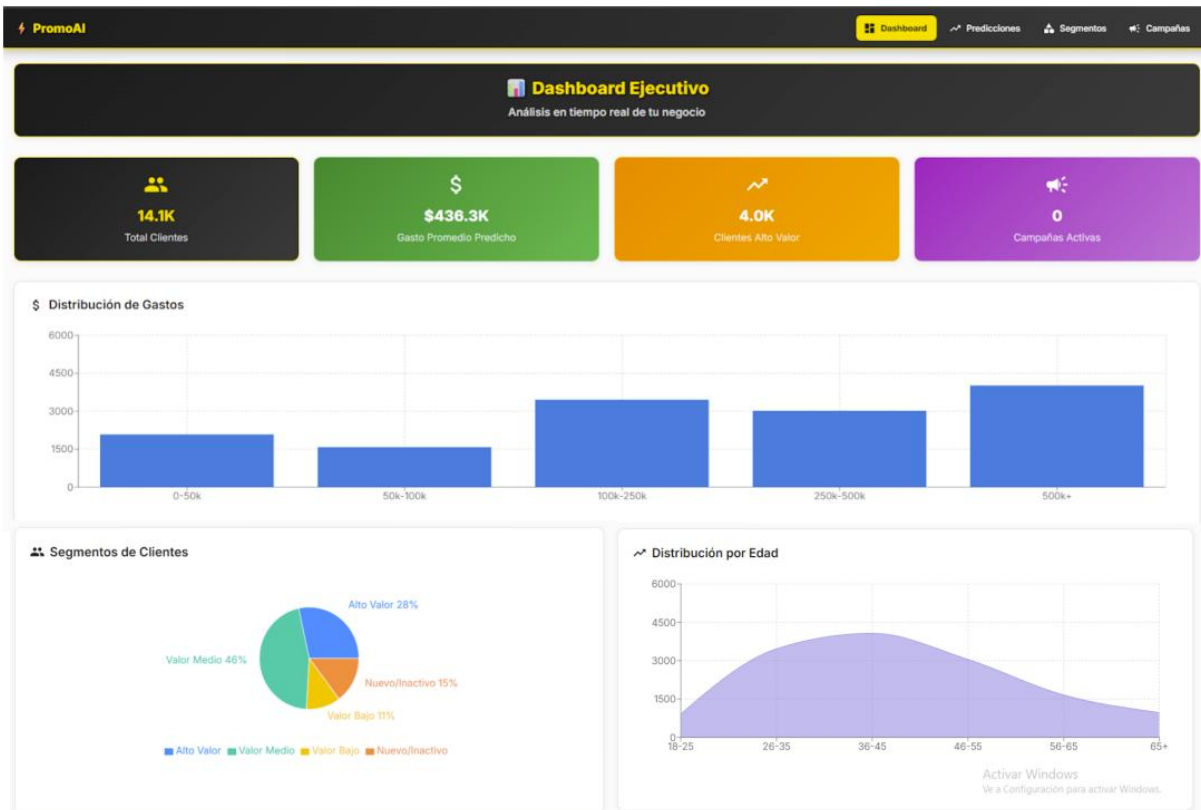 PromoAI
Dashboard Predicciones Segmentos Campañas
Dashboard Ejecutivo
Análisis en tiempo real de tu negocio
14.1K
Total Clientes
$436.3K
Gasto Promedio Predicho
4.0K
Clientes Alto Valor
0
Campañas Activas
$ Distribución de Gastos
6000
4500
3000
1500
0
0-50k 50k-100k 100k-250k 250k-500k 500k+
Segmentos de Clientes
Alto Valor 28%
Valor Medio 46%
Nuevo/Inactivo 15%
Valor Bajo 11%
Alto Valor Valor Medio Valor Bajo Nuevo/Inactivo
Distribución por Edad
6000
4500
3000
1500
0
18-25 26-35 36-45 46-55 56-65 65+
Activar Windows
Ve a Configuración para activar Windows.